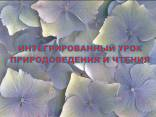 ИНТЕГРИРОВАННЫЙ УРОК
ПРИРОДОВЕДЕНИЯ И ЧТЕНИЯ